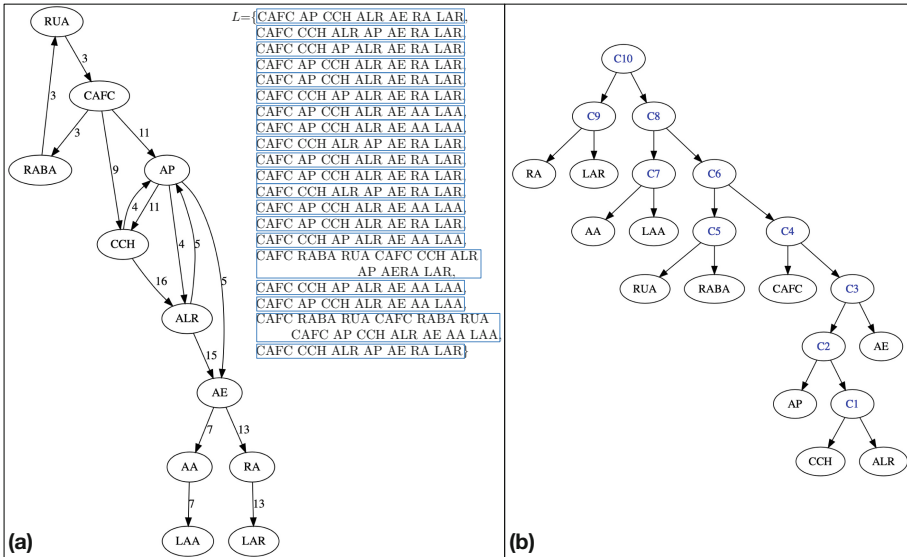 RUA
3
CAFC
3
3
11
RABA
9
AP
4
11
4
5
5
CCH
16
ALR
15
AE
7
13
AA
RA
7
13
LAA
LAR
(a)
L={CAFC AP CCH ALR AE RA LAR,
CAFC CCH ALR AP AE RA LAR,
CAFC CCH AP ALR AE RA LAR,
CAFC AP CCH ALR AE RA LAR,
CAFC AP CCH ALR AE RA LAR,
CAFC CCH AP ALR AE RA LAR,
CAFC AP CCH ALR AE AA LAA,
CAFC AP CCH ALR AE AA LAA,
CAFC CCH ALR AP AE RA LAR,
CAFC AP CCH ALR AE RA LAR,
CAFC AP CCH ALR AE RA LAR,
CAFC CCH ALR AP AE RA LAR,
CAFC AP CCH ALR AE AA LAA,
CAFC AP CCH ALR AE RA LAR,
CAFC CCH AP ALR AE AA LAA,
CAFC RABA RUA CAFC CCH ALR
AP AERA LAR,
CAFC CCH AP ALR AE AA LAA,
CAFC AP CCH ALR AE AA LAA,
CAFC RABA RUA CAFC RABA RUA
CAFC AP CCH ALR AE AA LAA,
CAFC CCH ALR AP AE RA LAR}
C10
C9
C8
RA
LAR
C7
C6
AA
LAA
C5
C4
RUA
RABA
CAFC
C3
C2
AE
AP
C1
CCH
ALR
(b)